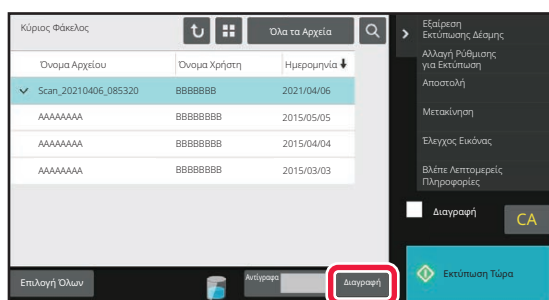 Κύριος Φάκελος
Όλα τα Αρχεία
Όνομα Αρχείου Όνομα Χρήστη Ημερομηνία
Scan_20210406_085320 BBBBBBB 2021/04/06
AAAAAAAA BBBBBBBB 2015/05/05
AAAAAAAA BBBBBBBB 2015/04/04
AAAAAAAA BBBBBBBB 2015/03/03
Επιλογή Όλων
Αντίγραφα
Διαγραφή
Εξαίρεση
Εκτύπωσης Δέσμης
Αλλαγή Ρύθμισης
για Εκτύπωση
Αποστολή
Μετακίνηση
Έλεγχος Εικόνας
Βλέπε Λεπτομερείς
Πληροφορίες
Διαγραφή
CA
Εκτύπωση Τώρα